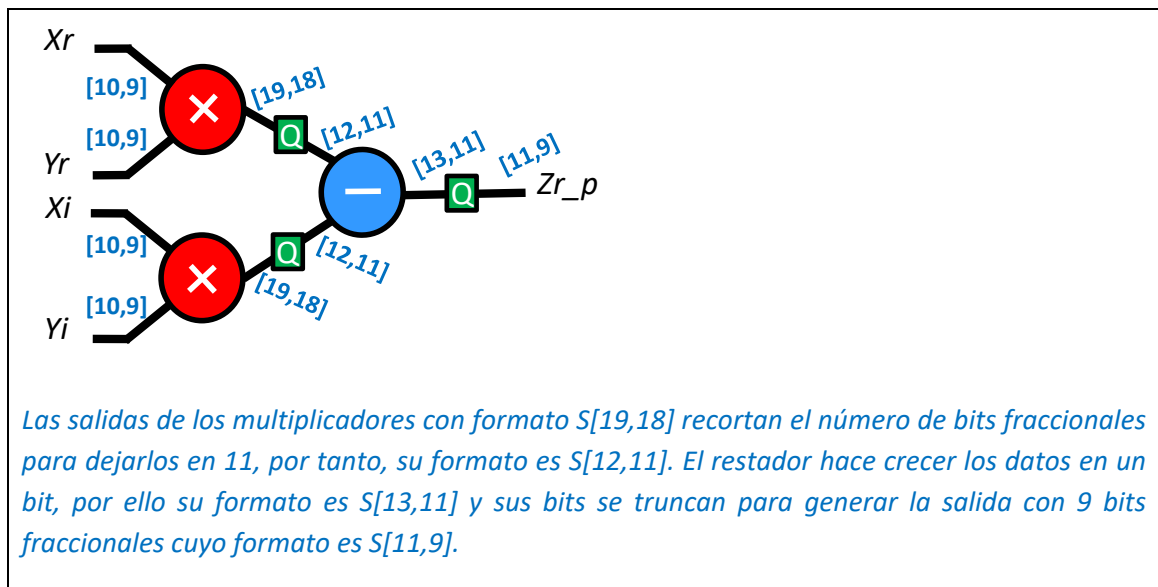 Xr
[10,9]
×
[19,18]
[10,9]
Q
[12,11]
Yr
[13,11]
[11,9]
−
Q
Zr_p
Xi
[10,9]
Q
[12,11]
×
[19,18]
[10,9]
Yi
Las salidas de los multiplicadores con formato S[19,18] recortan el número de bits fraccionales
para dejarlos en 11, por tanto, su formato es S[12,11]. El restador hace crecer los datos en un
bit, por ello su formato es S[13,11] y sus bits se truncan para generar la salida con 9 bits
fraccionales cuyo formato es S[11,9].